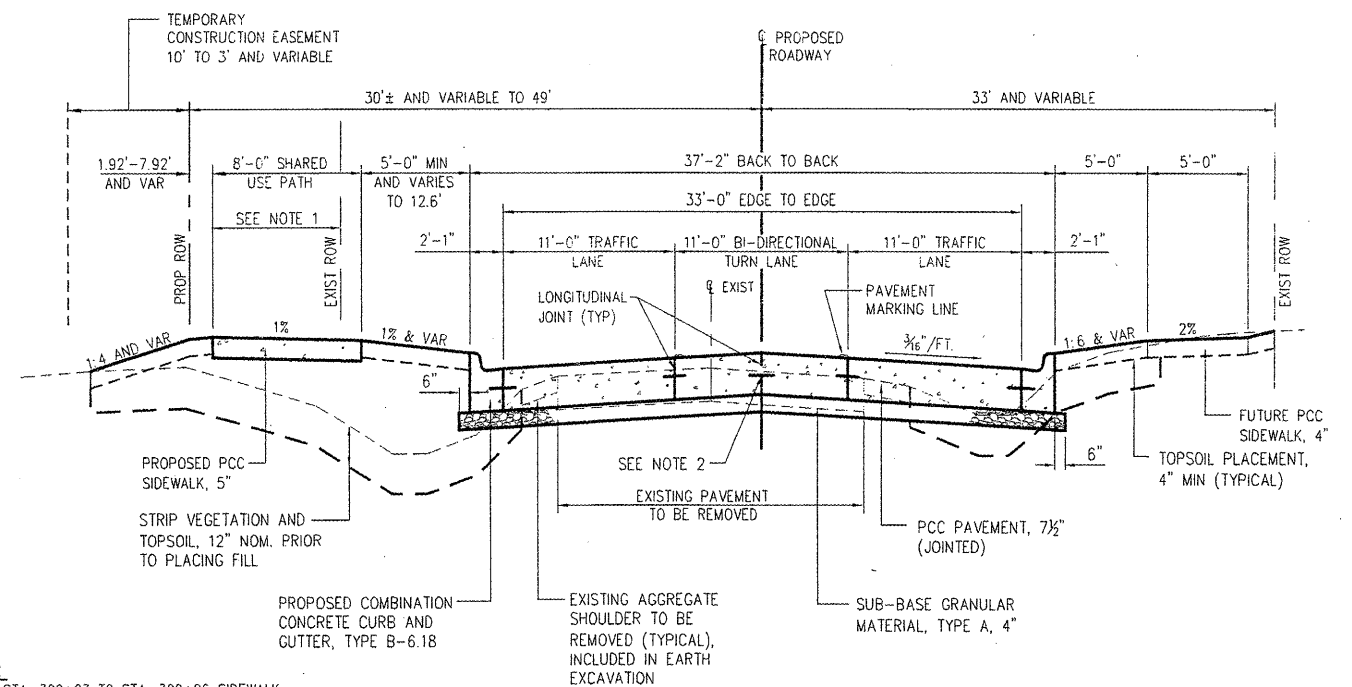 TEMPORARY
CONSTRUCTION EASEMENT
10' TO 3' AND VARIABLE
℄ PROPOSED
ROADWAY
30'± AND VARIABLE TO 49'
33' AND VARIABLE
1.92'-7.92'
AND VAR
8'-0" SHARED
USE PATH
5'-0" MIN
AND VARIES
TO 12.6'
37'-2" BACK TO BACK
5'-0"
5'-0"
33'-0" EDGE TO EDGE
SEE NOTE 1
2'-1"
11'-0" TRAFFIC
LANE
11'-0" BI-DIRECTIONAL
TURN LANE
11'-0" TRAFFIC
LANE
2'-1"
PROP ROW
EXIST ROW
EXIST ROW
LONGITUDINAL
JOINT (TYP)
℄ EXIST
PAVEMENT
MARKING LINE
1:4 AND VAR
1%
1% & VAR
3/16"/FT.
1:6 & VAR
2%
6"
6"
PROPOSED PCC
SIDEWALK, 5"
SEE NOTE 2
FUTURE PCC
SIDEWALK, 4"
TOPSOIL PLACEMENT,
4" MIN (TYPICAL)
EXISTING PAVEMENT
TO BE REMOVED
STRIP VEGETATION AND
TOPSOIL, 12" NOM. PRIOR
TO PLACING FILL
PCC PAVEMENT, 7½"
(JOINTED)
PROPOSED COMBINATION
CONCRETE CURB AND
GUTTER, TYPE B-6.18
EXISTING AGGREGATE
SHOULDER TO BE
REMOVED (TYPICAL),
INCLUDED IN EARTH
EXCAVATION
SUB-BASE GRANULAR
MATERIAL, TYPE A, 4"